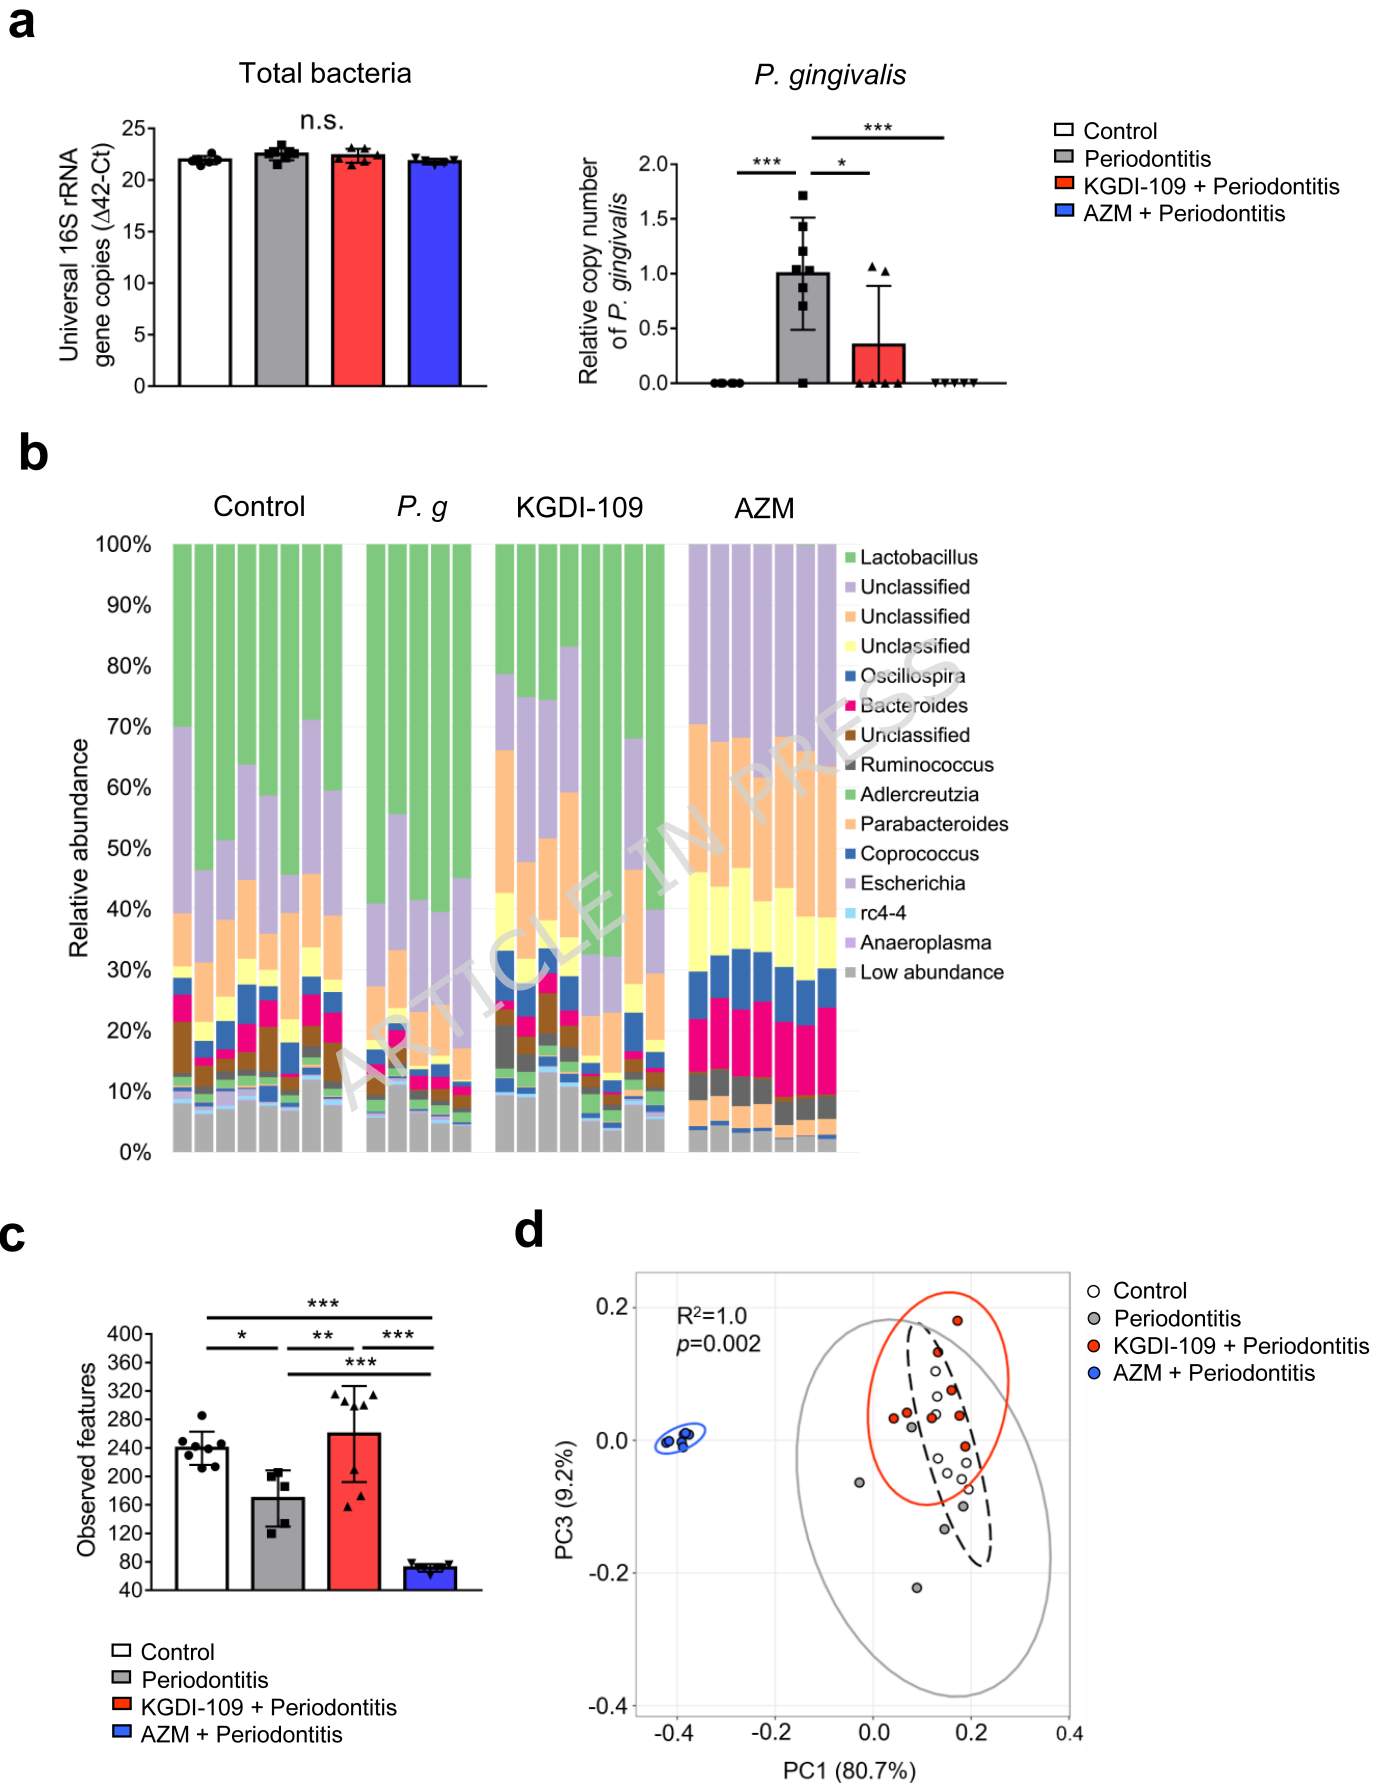 a
Total bacteria
n.s.
Universal 16S rRNA
gene copies (Δ42-Ct)
25
20
15
10
5
0
P. gingivalis
***
***
*
Relative copy number
of P. gingivalis
2.0
1.5
1.0
0.5
0.0
Control
Periodontitis
KGDI-109 + Periodontitis
AZM + Periodontitis
b
Control
P. g
KGDI-109
AZM
Relative abundance
100%
90%
80%
70%
60%
50%
40%
30%
20%
10%
0%
Lactobacillus
Unclassified
Unclassified
Unclassified
Oscillospira
Bacteroides
Unclassified
Ruminococcus
Adlercreutzia
Parabacteroides
Coprococcus
Escherichia
rc4-4
Anaeroplasma
Low abundance
ARTICLE IN PRESS
c
***
*
**
***
***
Observed features
400
360
320
280
240
200
160
120
80
40
Control
Periodontitis
KGDI-109 + Periodontitis
AZM + Periodontitis
d
R²=1.0
p=0.002
PC3 (9.2%)
0.2
0.0
-0.2
-0.4
-0.4
-0.2
0.0
0.2
0.4
PC1 (80.7%)
Control
Periodontitis
KGDI-109 + Periodontitis
AZM + Periodontitis